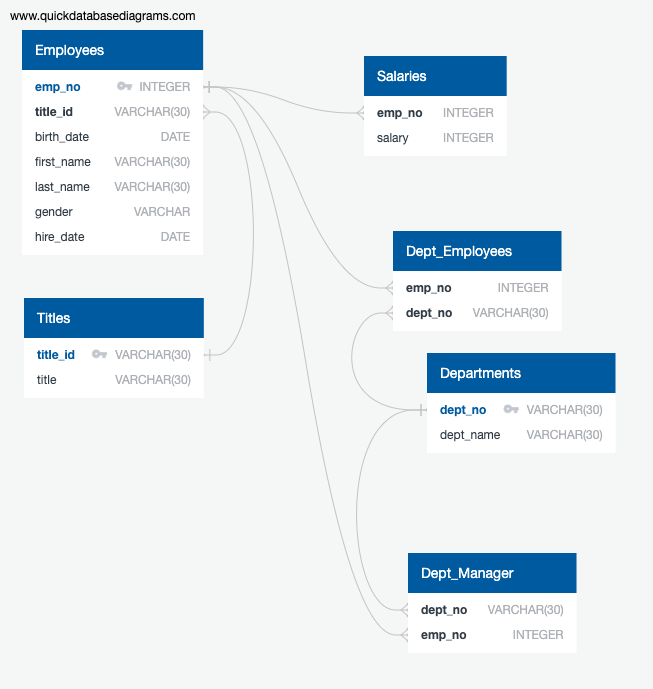 www.quickdatabasediagrams.com
Employees
emp_no INTEGER
title_id VARCHAR(30)
birth_date DATE
first_name VARCHAR(30)
last_name VARCHAR(30)
gender VARCHAR
hire_date DATE
Salaries
emp_no INTEGER
salary INTEGER
Dept_Employees
emp_no INTEGER
dept_no VARCHAR(30)
Titles
title_id VARCHAR(30)
title VARCHAR(30)
Departments
dept_no VARCHAR(30)
dept_name VARCHAR(30)
Dept_Manager
dept_no VARCHAR(30)
emp_no INTEGER